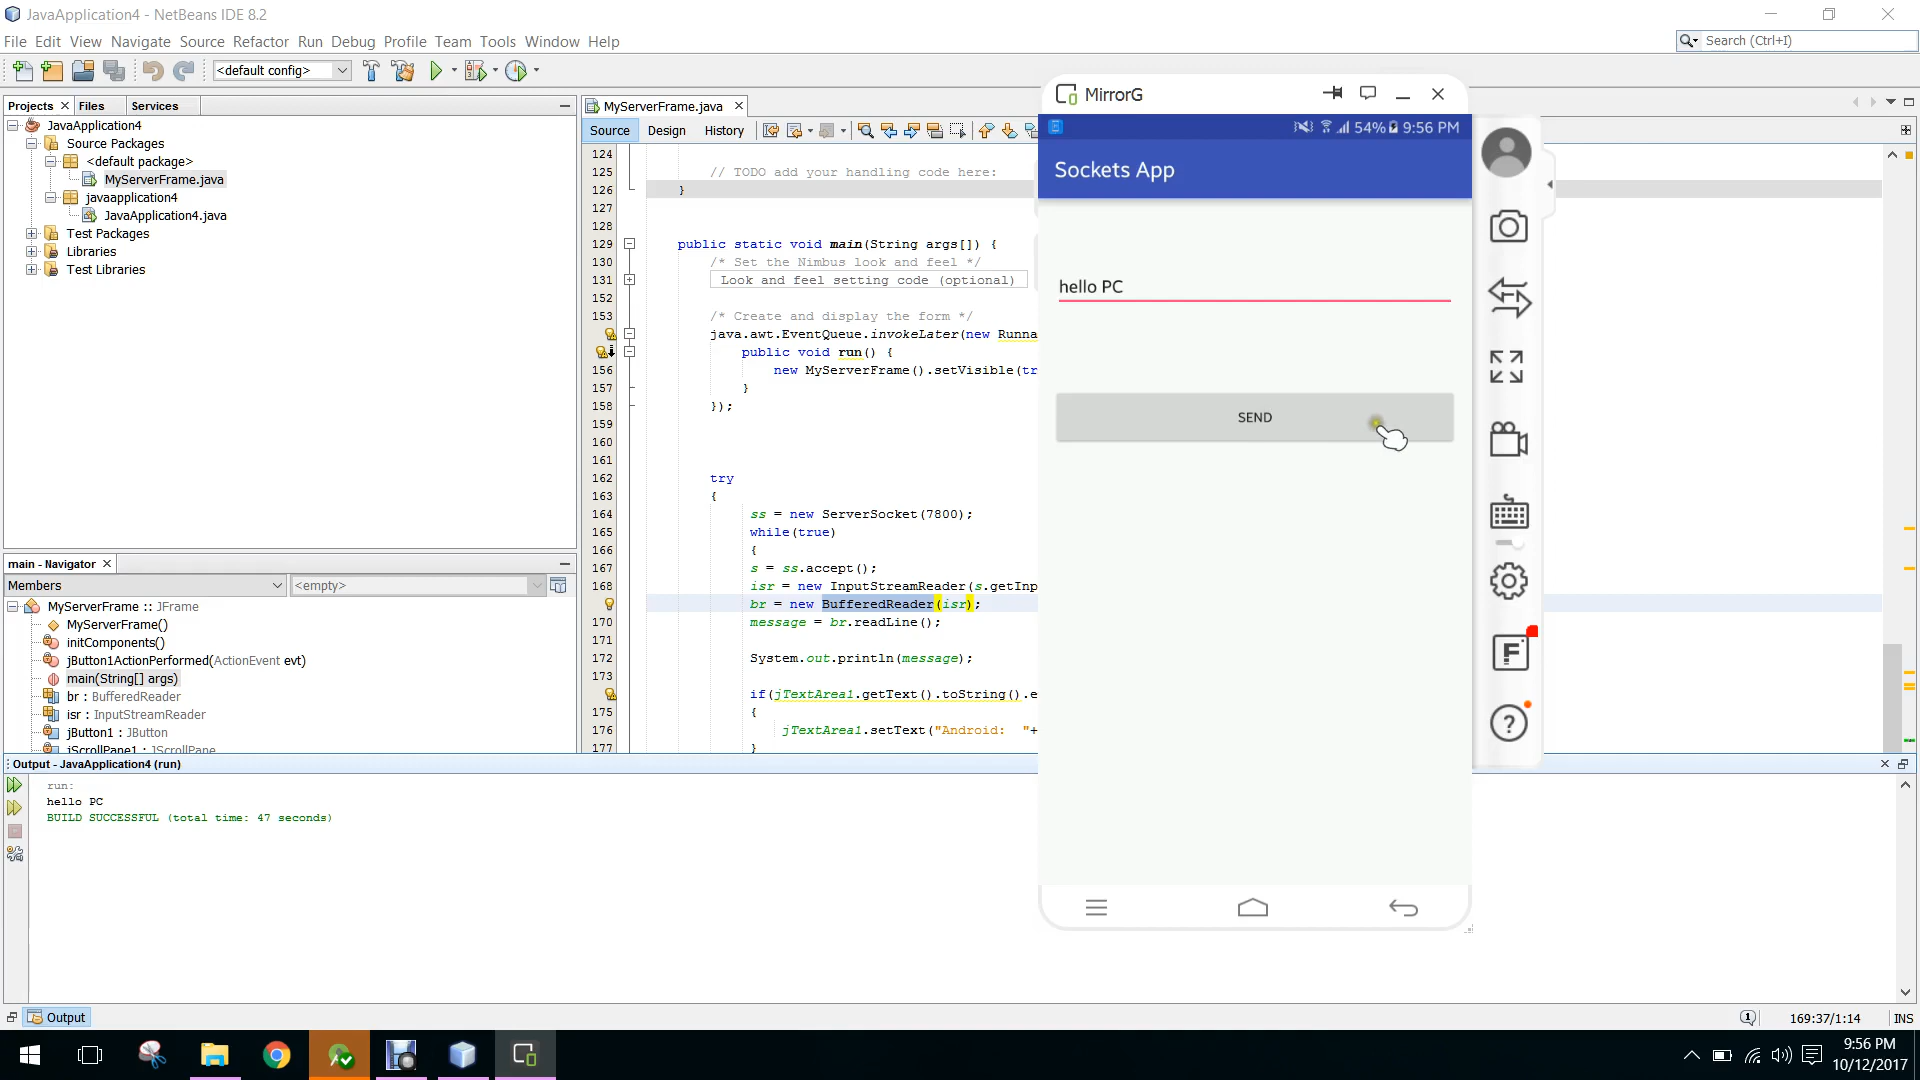 JavaApplication4 - NetBeans IDE 8.2
File Edit View Navigate Source Refactor Run Debug Profile Team Tools Window Help
Search (Ctrl+I)
<default config>
Projects Files Services
JavaApplication4
Source Packages
<default package>
MyServerFrame.java
javaapplication4
JavaApplication4.java
Test Packages
Libraries
Test Libraries
main - Navigator
Members
<empty>
MyServerFrame :: JFrame
MyServerFrame()
initComponents()
jButton1ActionPerformed(ActionEvent evt)
main(String[] args)
br : BufferedReader
isr : InputStreamReader
jButton1 : JButton
jScrollPane1 : JScrollPane
MyServerFrame.java
Source Design History
124
125 // TODO add your handling code here:
126 }
127
128
129 public static void main(String args[]) {
130 /* Set the Nimbus look and feel */
131 Look and feel setting code (optional)
152
153 /* Create and display the form */
java.awt.EventQueue.invokeLater(new Runna
public void run() {
156 new MyServerFrame().setVisible(tr
157 }
158 });
159
160
161
162 try
163 {
164 ss = new ServerSocket(7800);
165 while(true)
166 {
167 s = ss.accept();
168 isr = new InputStreamReader(s.getInp
br = new BufferedReader(isr);
170 message = br.readLine();
171
172 System.out.println(message);
173
if(jTextArea1.getText().toString().e
175 {
176 jTextArea1.setText("Android:  "+
177 }
MirrorG
54% 9:56 PM
Sockets App
hello PC
SEND
F
?
Output - JavaApplication4 (run)
run:
hello PC
BUILD SUCCESSFUL (total time: 47 seconds)
Output
1
169:37/1:14
INS
9:56 PM
10/12/2017